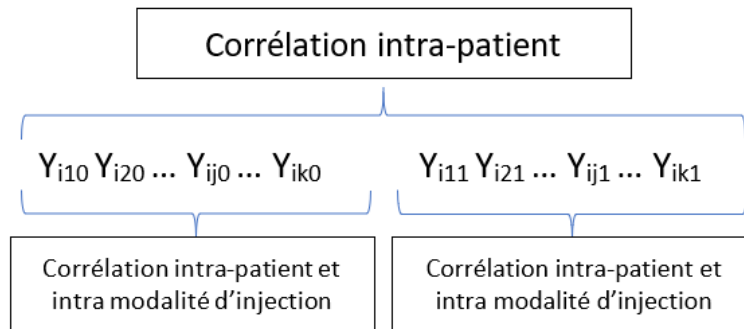 Corrélation intra-patient
Yi10 Yi20 ... Yij0 ... Yik0 Yi11 Yi21 ... Yij1 ... Yik1
Corrélation intra-patient et
intra modalité d'injection
Corrélation intra-patient et
intra modalité d'injection